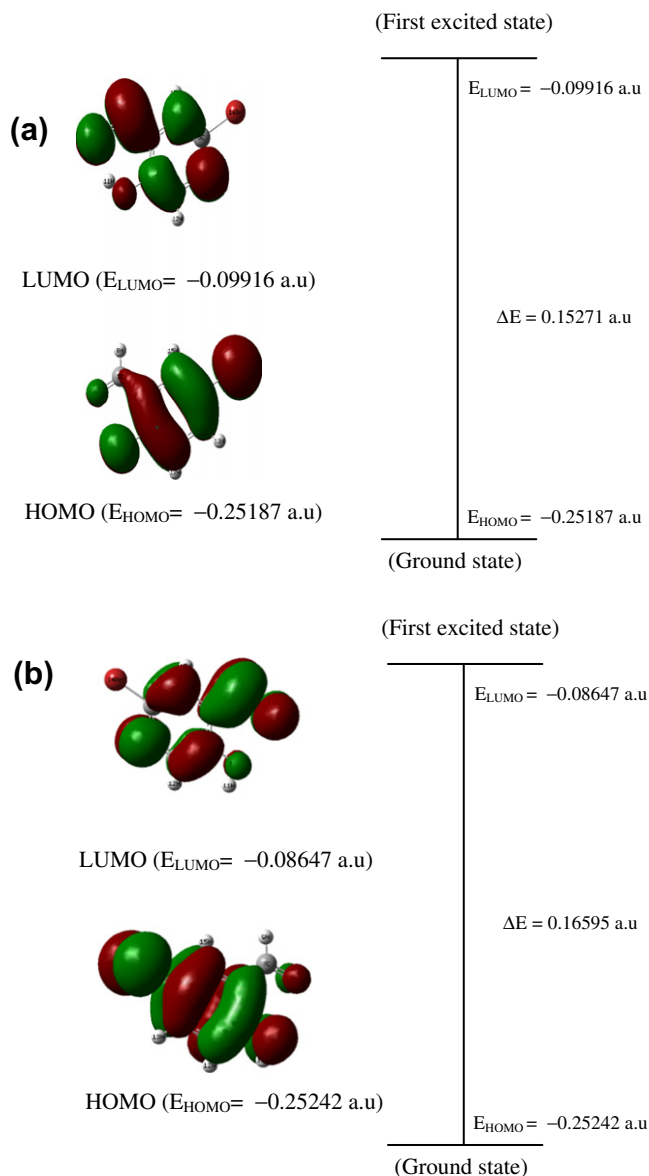 (First excited state)
E_LUMO = −0.09916 a.u
(a)
LUMO (E_LUMO= −0.09916 a.u)
ΔE = 0.15271 a.u
HOMO (E_HOMO= −0.25187 a.u)
E_HOMO = −0.25187 a.u
(Ground state)
(First excited state)
(b)
E_LUMO = −0.08647 a.u
LUMO (E_LUMO= −0.08647 a.u)
ΔE = 0.16595 a.u
HOMO (E_HOMO= −0.25242 a.u)
E_HOMO = −0.25242 a.u
(Ground state)